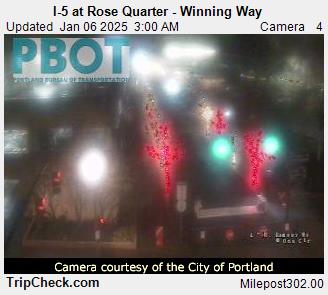 I-5 at Rose Quarter - Winning Way
Updated Jan 06 2025 3:00 AM Camera 4
PBOT
PORTLAND BUREAU OF TRANSPORTATION
Camera courtesy of the City of Portland
TripCheck.com Milepost302.00